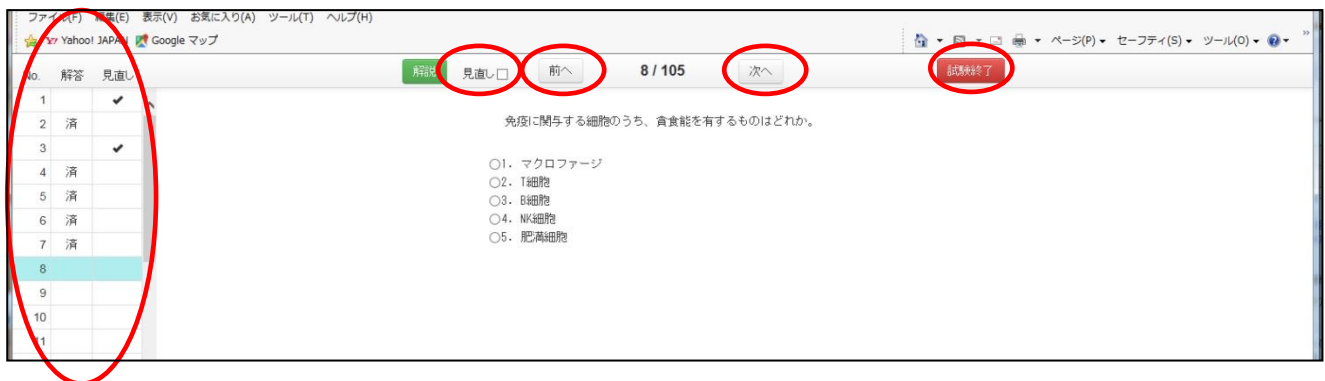 ファイル(F) 編集(E) 表示(V) お気に入り(A) ツール(T) ヘルプ(H)
Yahoo! JAPAN Google マップ ページ(P) セーフティ(S) ツール(O)
No. 解答 見直し 解説 見直し 前へ 8 / 105 次へ 試験終了
1 ✔
2 済
3 ✔
4 済
5 済
6 済
7 済
8
9
10
11
免疫に関与する細胞のうち、貪食能を有するものはどれか。
1. マクロファージ
2. T細胞
3. B細胞
4. NK細胞
5. 肥満細胞